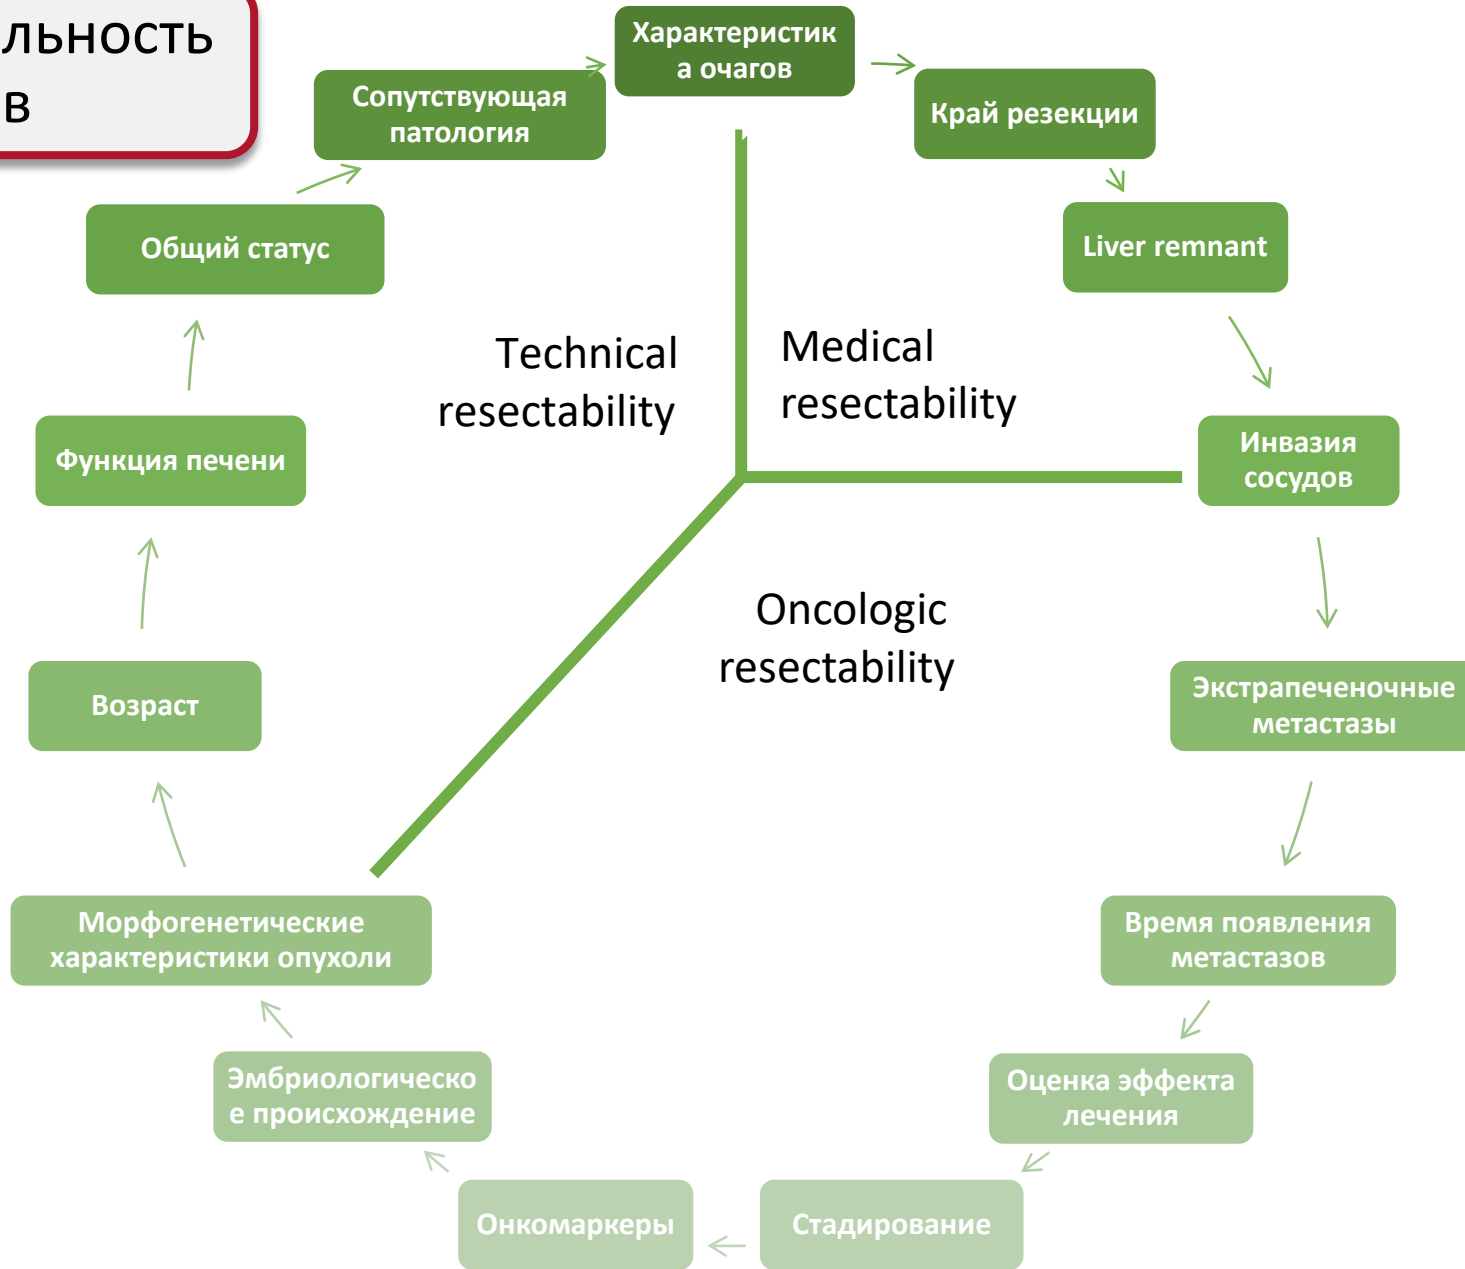 льность
в
Характеристик
а очагов
Край резекции
Liver remnant
Инвазия
сосудов
Экстрапеченочные
метастазы
Время появления
метастазов
Оценка эффекта
лечения
Стадирование
Онкомаркеры
Эмбриологическо
е происхождение
Морфогенетические
характеристики опухоли
Возраст
Функция печени
Общий статус
Сопутствующая
патология
Technical
resectability
Medical
resectability
Oncologic
resectability